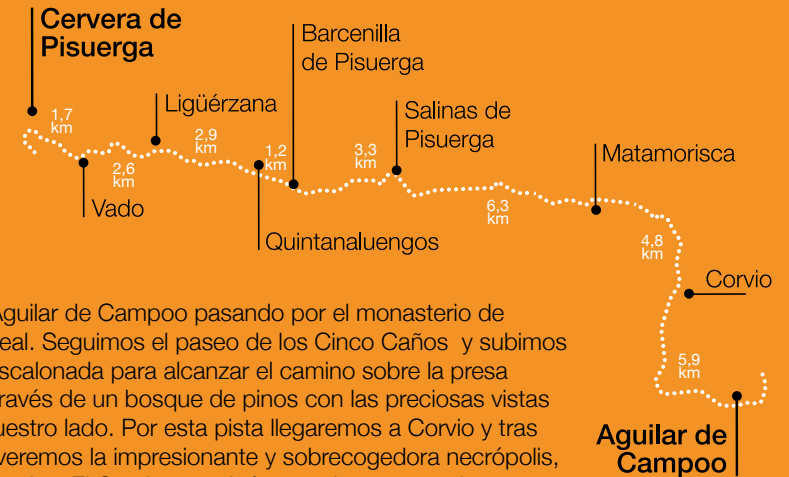 Cervera de
Pisuerga
Barcenilla
de Pisuerga
Ligüérzana
Salinas de
Pisuerga
1,7
km
2,9
km
1,2
km
3,3
km
Matamorisca
2,6
km
Vado
6,3
km
Quintanaluengos
4,8
km
Corvio
Aguilar de Campoo pasando por el monasterio de
eal. Seguimos el paseo de los Cinco Caños y subimos
scalonada para alcanzar el camino sobre la presa
ravés de un bosque de pinos con las preciosas vistas
uestro lado. Por esta pista llegaremos a Corvio y tras
veremos la impresionante y sobrecogedora necrópolis,
5,9
km
Aguilar de
Campoo